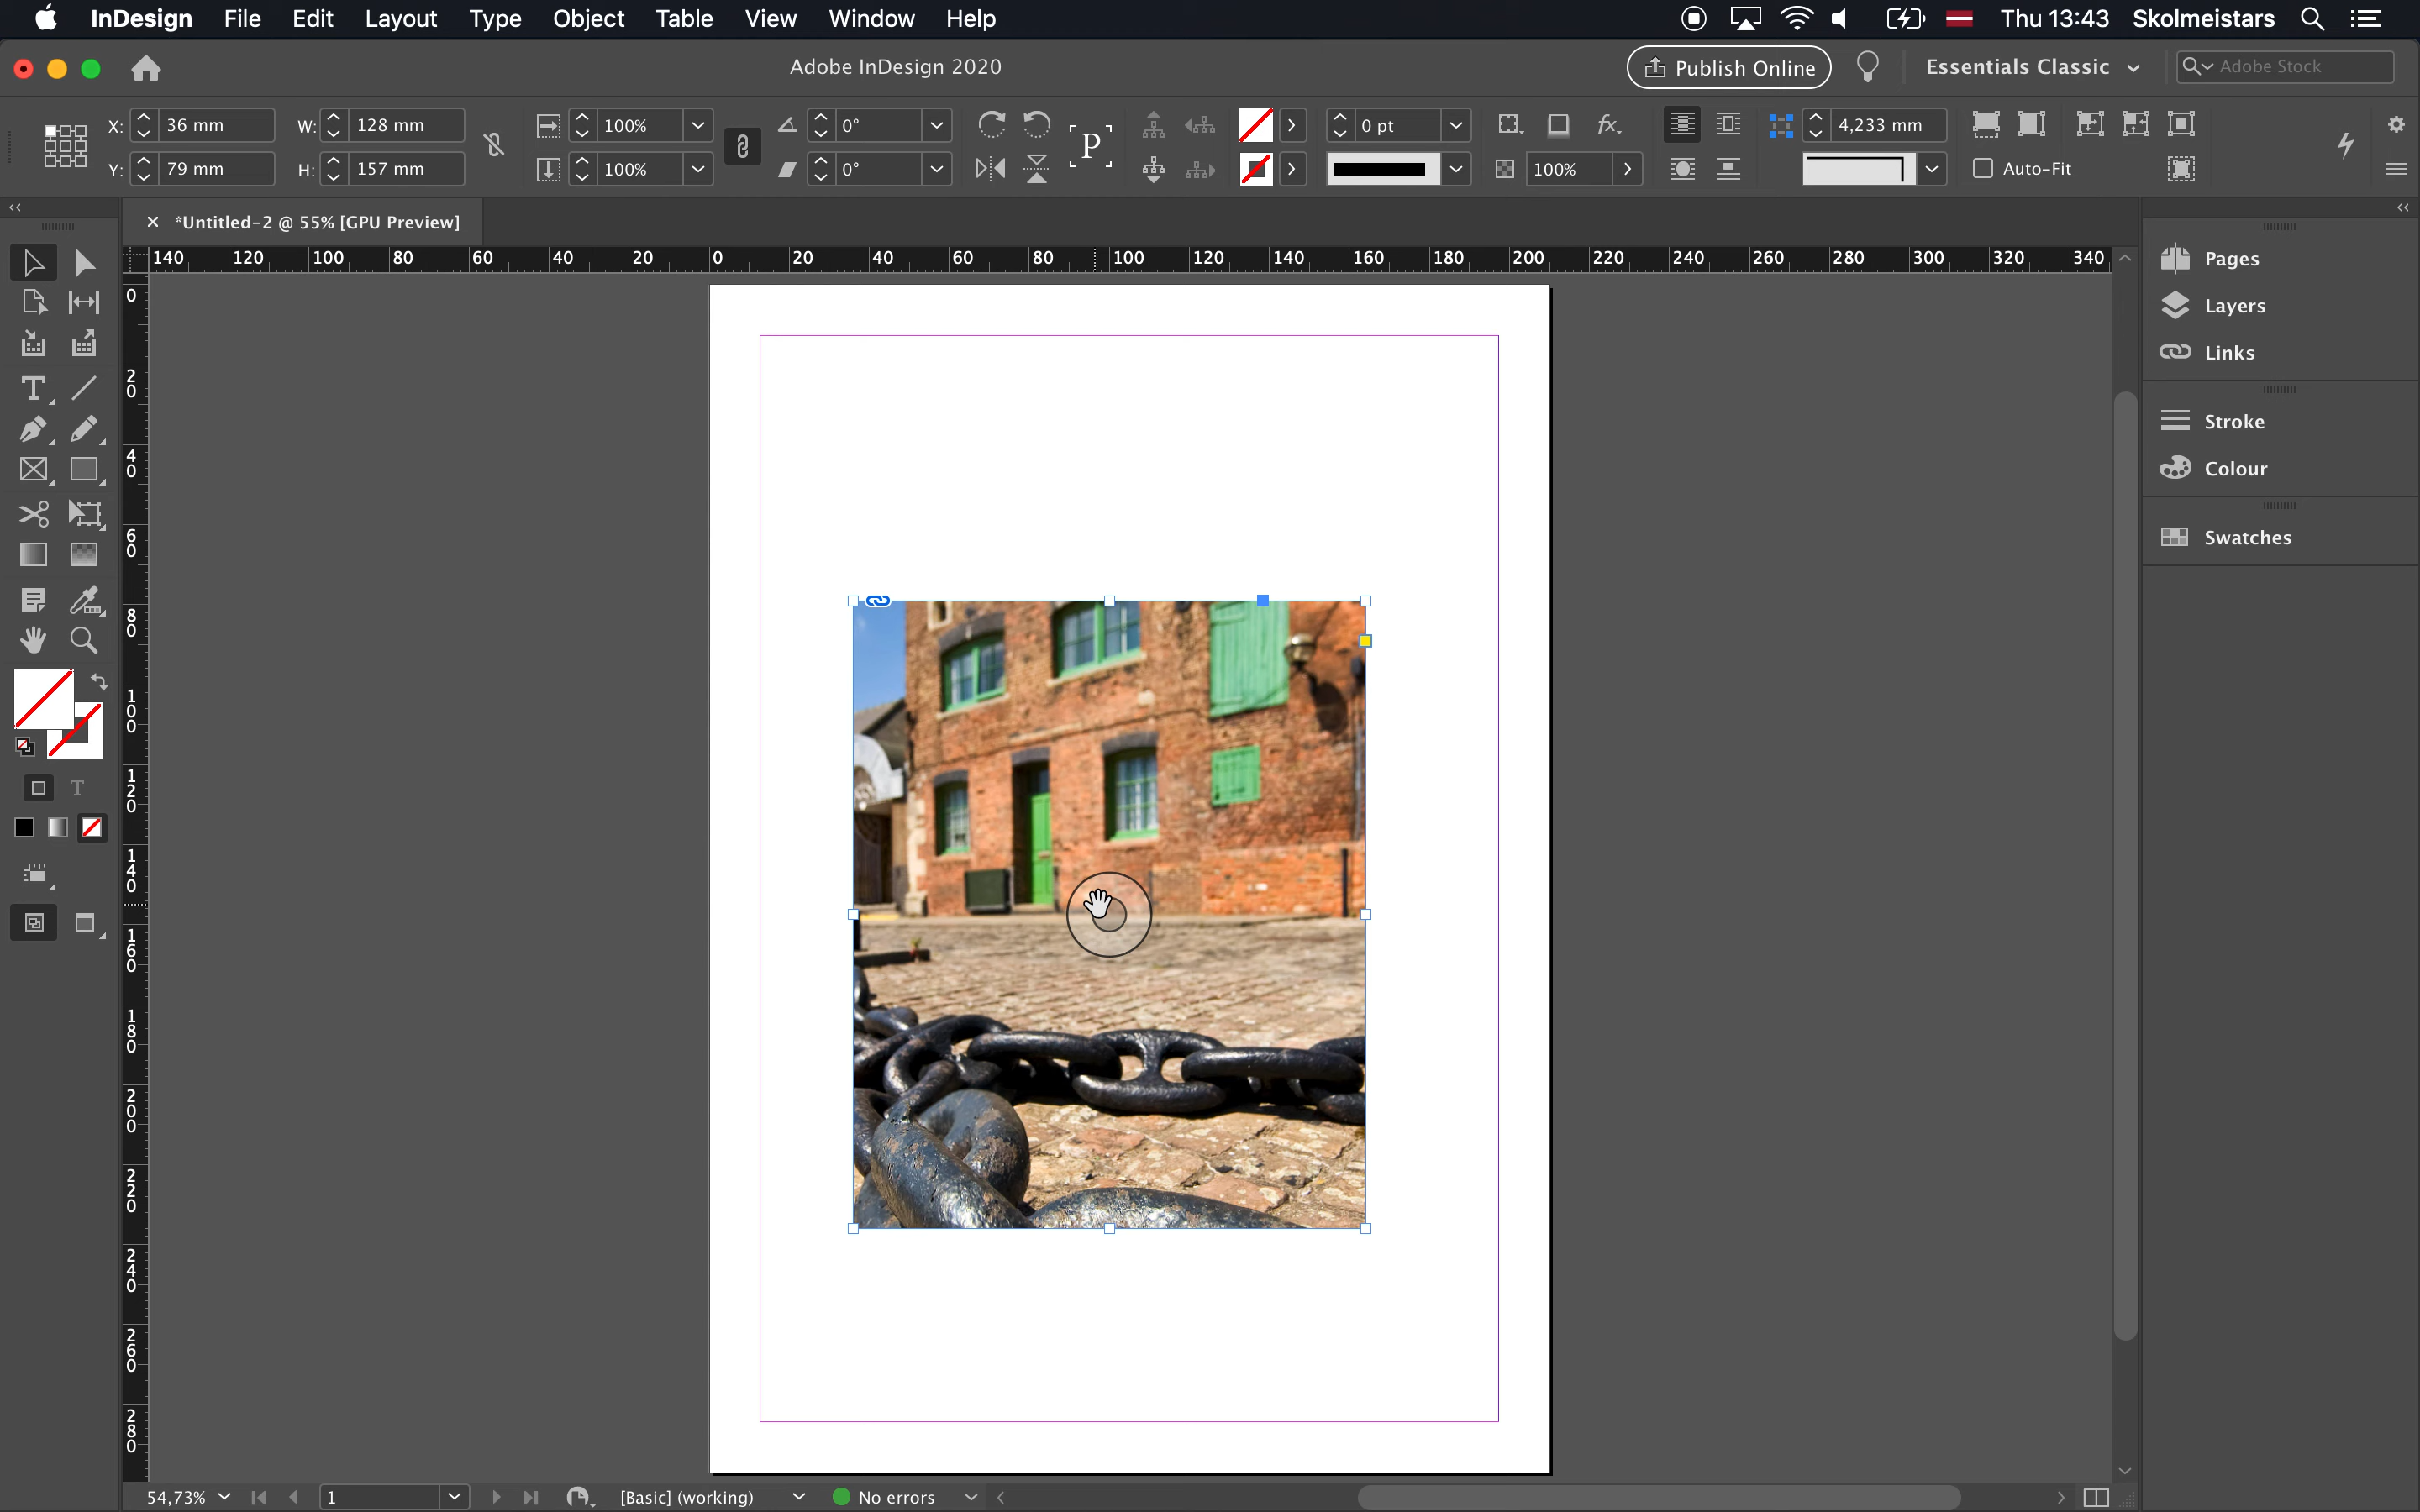 InDesign File Edit Layout Type Object Table View Window Help Thu 13:43 Skolmeistars
Adobe InDesign 2020 Publish Online Essentials Classic Adobe Stock
X: 36 mm W: 128 mm 100% 0° 0 pt 4,233 mm
Y: 79 mm H: 157 mm 100% 0° P 100% Auto-Fit
*Untitled-2 @ 55% [GPU Preview]
140 120 100 80 60 40 20 0 20 40 60 80 100 120 140 160 180 200 220 240 260 280 300 320 340
0
20
40
60
80
100
120
140
160
180
200
220
240
260
280
Pages
Layers
Links
Stroke
Colour
Swatches
T
T
54,73% 1 [Basic] (working) No errors